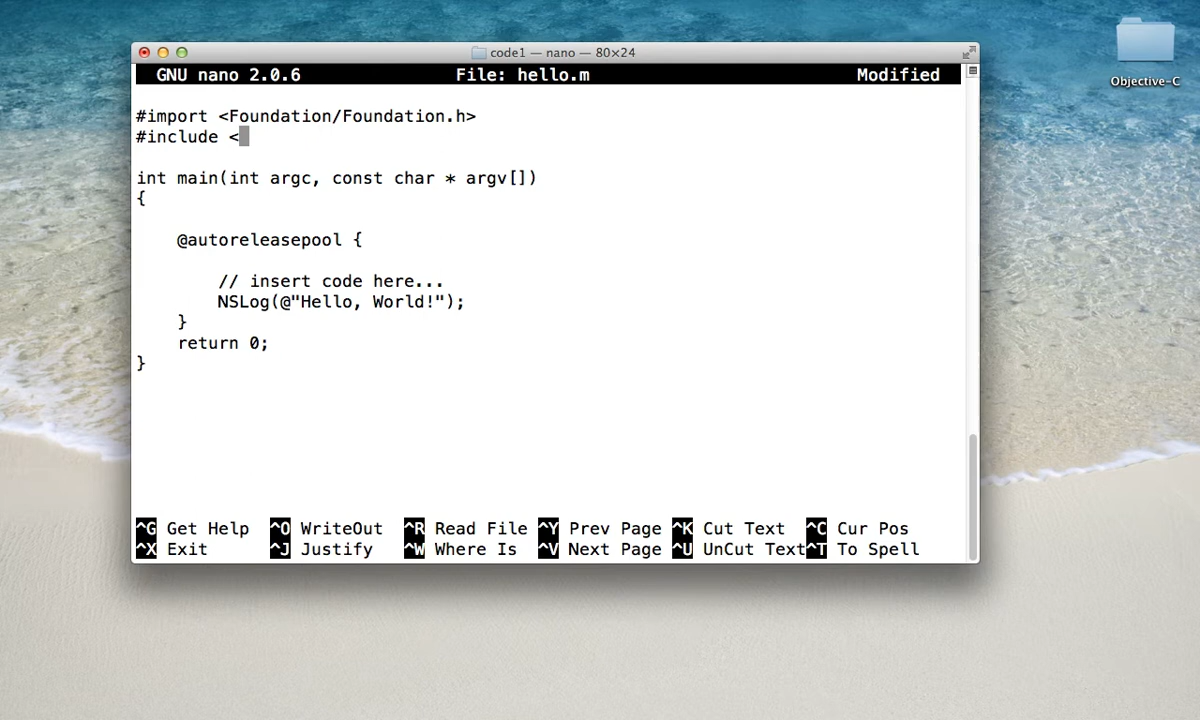 code1 — nano — 80×24
GNU nano 2.0.6 File: hello.m Modified
#import <Foundation/Foundation.h>
#include <
int main(int argc, const char * argv[])
{
@autoreleasepool {
// insert code here...
NSLog(@"Hello, World!");
}
return 0;
}
^G Get Help ^O WriteOut ^R Read File ^Y Prev Page ^K Cut Text ^C Cur Pos
^X Exit ^J Justify ^W Where Is ^V Next Page ^U UnCut Text^T To Spell
Objective-C